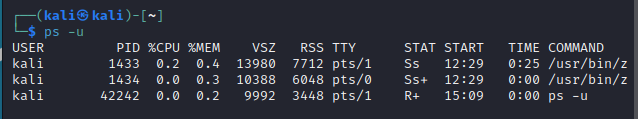 ┌──(kali㉿kali)-[~]
└─$ ps -u
USER         PID %CPU %MEM    VSZ   RSS TTY      STAT START   TIME COMMAND
kali        1433  0.2  0.4  13980  7712 pts/1    Ss   12:29   0:25 /usr/bin/z
kali        1434  0.0  0.3  10388  6048 pts/0    Ss+  12:29   0:00 /usr/bin/z
kali       42242  0.0  0.2   9992  3448 pts/1    R+   15:09   0:00 ps -u